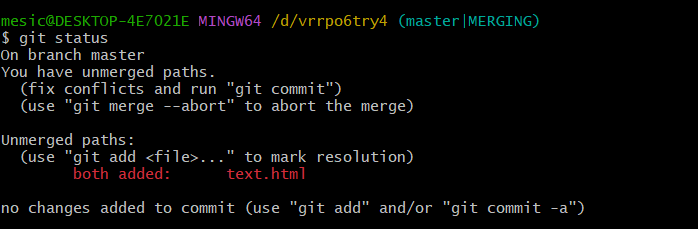 mesic@DESKTOP-4E7O21E MINGW64 /d/vrrpo6try4 (master|MERGING)
$ git status
On branch master
You have unmerged paths.
  (fix conflicts and run "git commit")
  (use "git merge --abort" to abort the merge)

Unmerged paths:
  (use "git add <file>..." to mark resolution)
        both added:      text.html

no changes added to commit (use "git add" and/or "git commit -a")